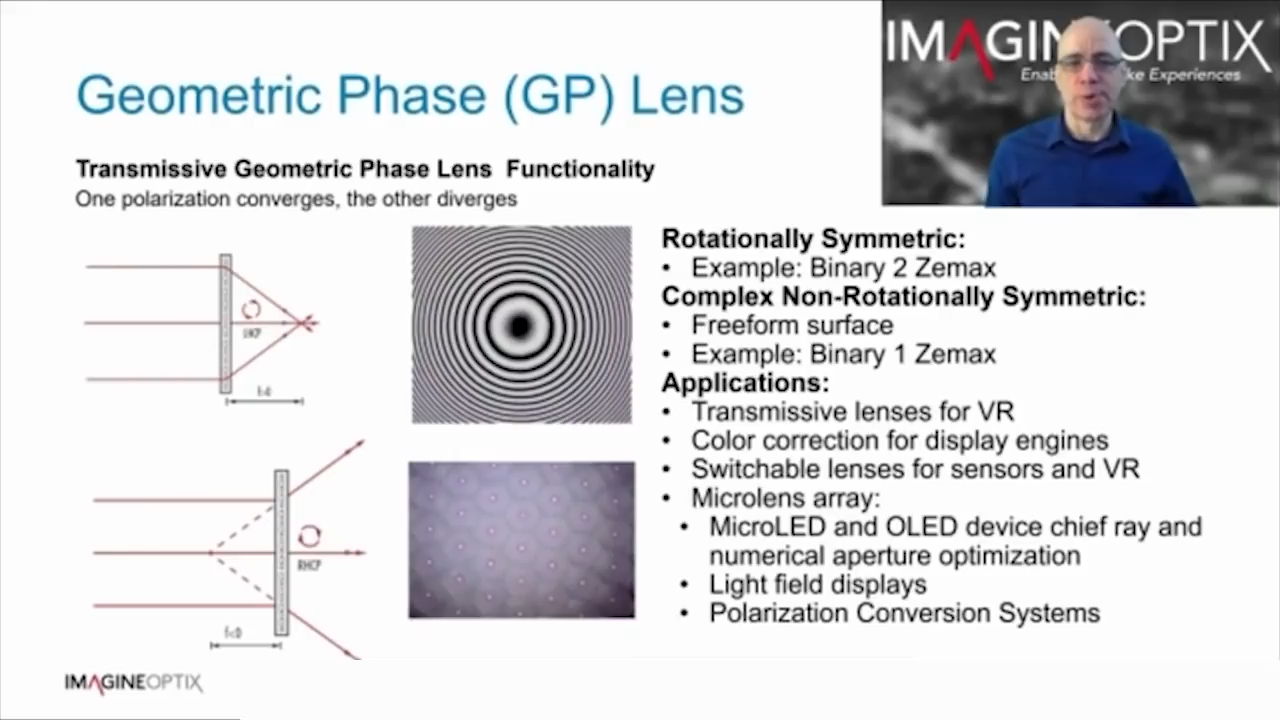 IMAGINEOPTIX
Experiences
Geometric Phase (GP) Lens
Transmissive Geometric Phase Lens Functionality
One polarization converges, the other diverges
LHCP
RHCP
f<0
Rotationally Symmetric:
• Example: Binary 2 Zemax
Complex Non-Rotationally Symmetric:
• Freeform surface
• Example: Binary 1 Zemax
Applications:
• Transmissive lenses for VR
• Color correction for display engines
• Switchable lenses for sensors and VR
• Microlens array:
• MicroLED and OLED device chief ray and
numerical aperture optimization
• Light field displays
• Polarization Conversion Systems
IMAGINEOPTIX